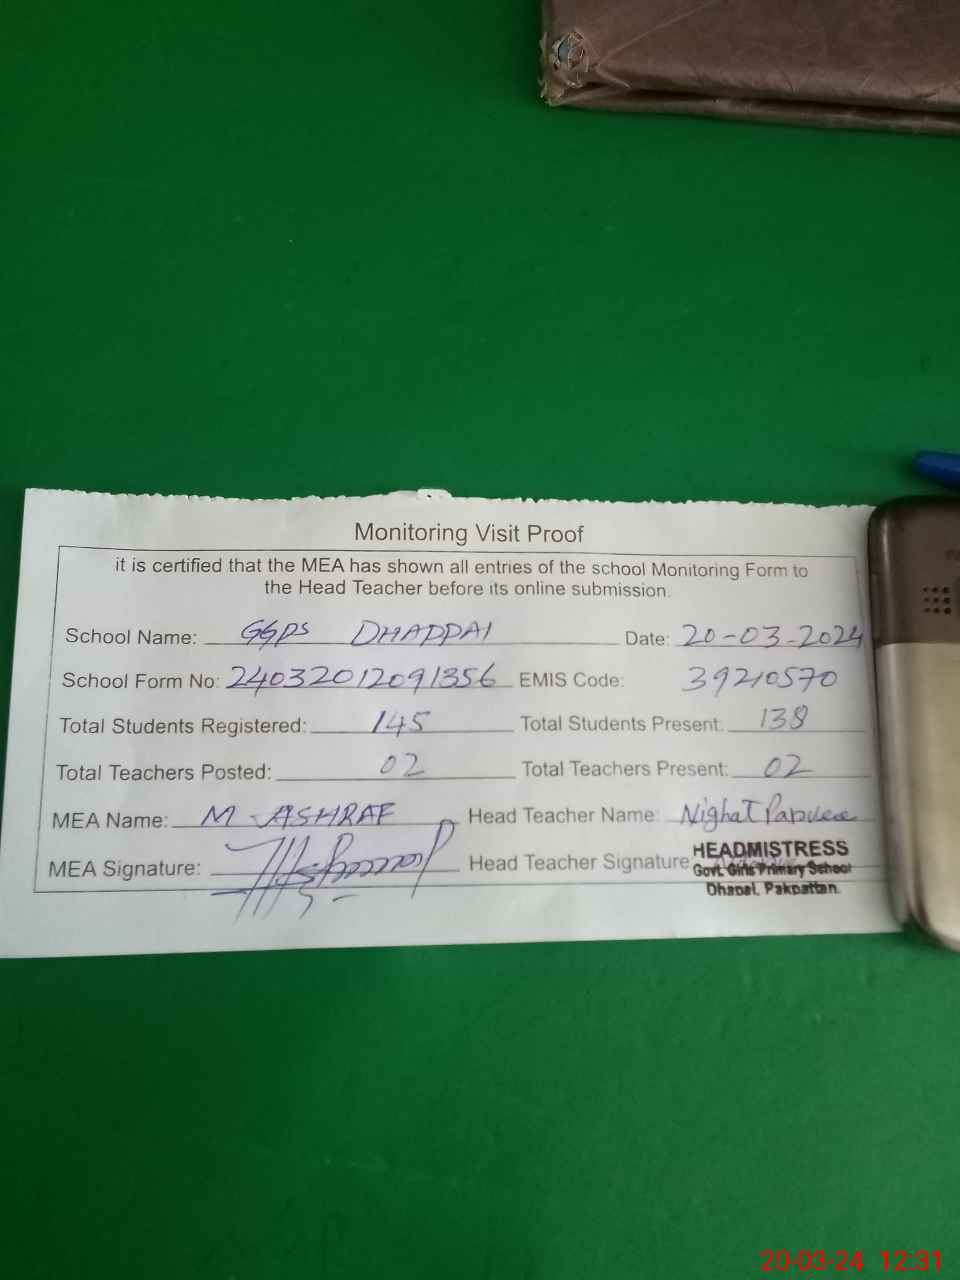 Monitoring Visit Proof
it is certified that the MEA has shown all entries of the school Monitoring Form to
the Head Teacher before its online submission.
School Name: GGPS DHAPPAI Date: 20-03-2024
School Form No: 24032012091356 EMIS Code: 39210570
Total Students Registered: 145 Total Students Present: 138
Total Teachers Posted: 02 Total Teachers Present: 02
MEA Name: M. ASHRAF Head Teacher Name: Nighat Parveen
MEA Signature: Head Teacher Signature:
HEADMISTRESS
Govt. Girls Primary School
Dhapai, Pakpattan.
20-03-24 12:31